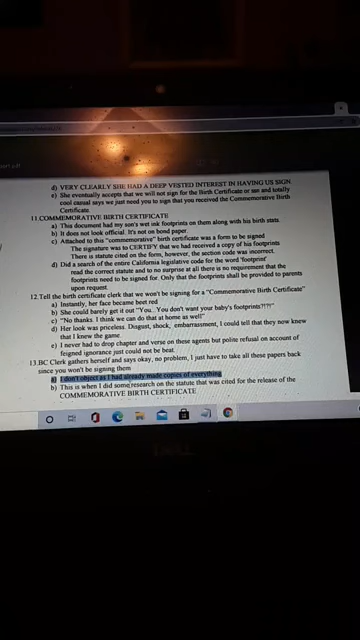 d) VERY CLEARLY SHE HAD A DEEP VESTED INTEREST IN HAVING US SIGN
e) She eventually accepts that we will not sign for the Birth Certificate or ssn and totally
cool casual says we just need you to sign that you received the Commemorative Birth
Certificate.
11.COMMEMORATIVE BIRTH CERTIFICATE
a) This document had my son's wet ink footprints on them along with his birth stats.
b) It does not look official. It's not on bond paper.
c) Attached to this "commemorative" birth certificate was a form to be signed
The signature was to CERTIFY that we had received a copy of his footprints
There is statute cited on the form, however, the section code was incorrect.
d) Did a search of the entire California legislative code for the word 'footprint'
read the correct statute and to no surprise at all there is no requirement that the
footprints need to be signed for. Only that the footprints shall be provided to parents
upon request
12.Tell the birth certificate clerk that we won't be signing for a "Commemorative Birth Certificate"
a) Instantly, her face became beet red
b) She could barely get it out "You.. You don't want your baby's footprints?!?!"
c) "No thanks. I think we can do that at home as well"
d) Her look was priceless. Disgust, shock, embarrassment, I could tell that they now knew
that I knew the game.
e) I never had to drop chapter and verse on these agents but polite refusal on account of
feigned ignorance just could not be beat.
13.BC Clerk gathers herself and says okay, no problem, I just have to take all these papers back
since you won't be signing them
a) I don't object as I had already made copies of everything
b) This is when I did some research on the statute that was cited for the release of the
COMMEMORATIVE BIRTH CERTIFICATE
DELL